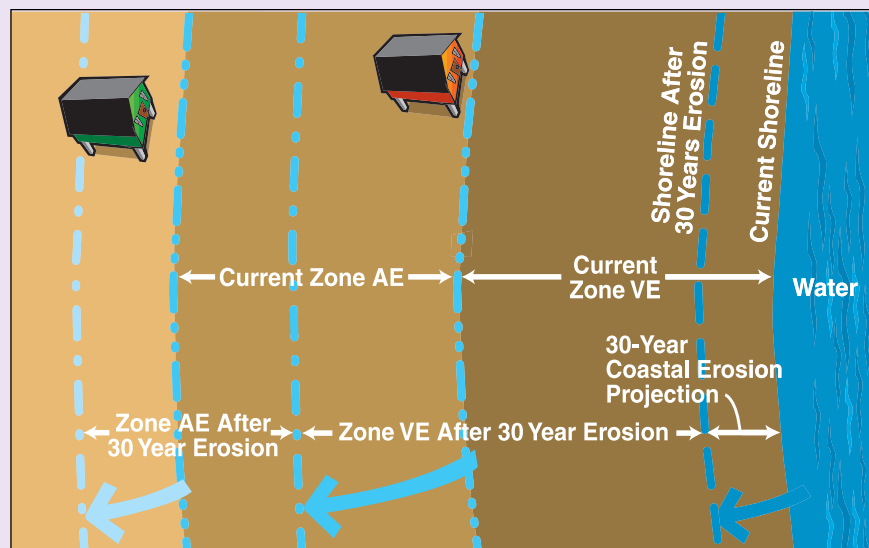 Shoreline After
30 Years Erosion
Current Shoreline
Current Zone AE
Current
Zone VE
Water
30-Year
Coastal Erosion
Projection
Zone AE After
30 Year Erosion
Zone VE After 30 Year Erosion